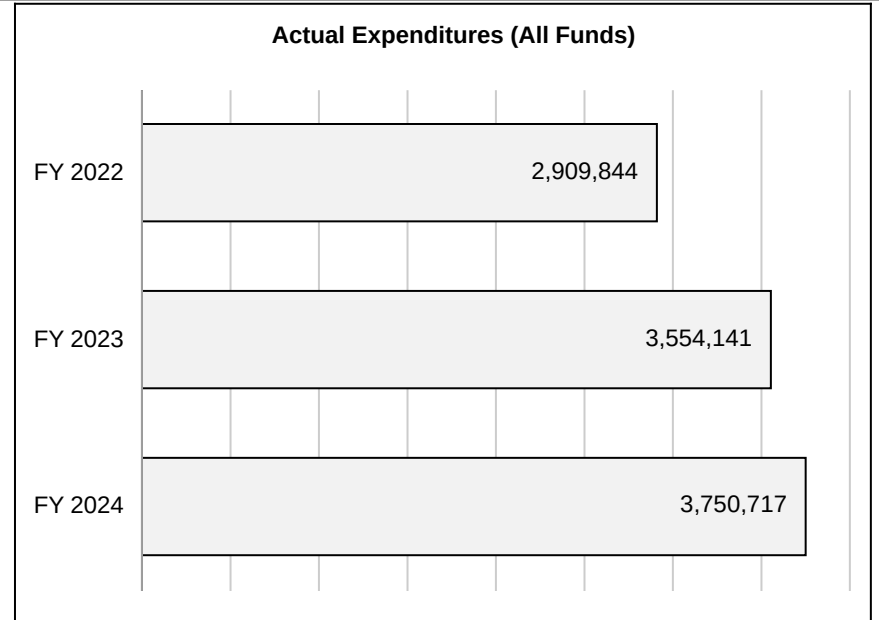 Actual Expenditures (All Funds)
FY 2022 2,909,844
FY 2023 3,554,141
FY 2024 3,750,717